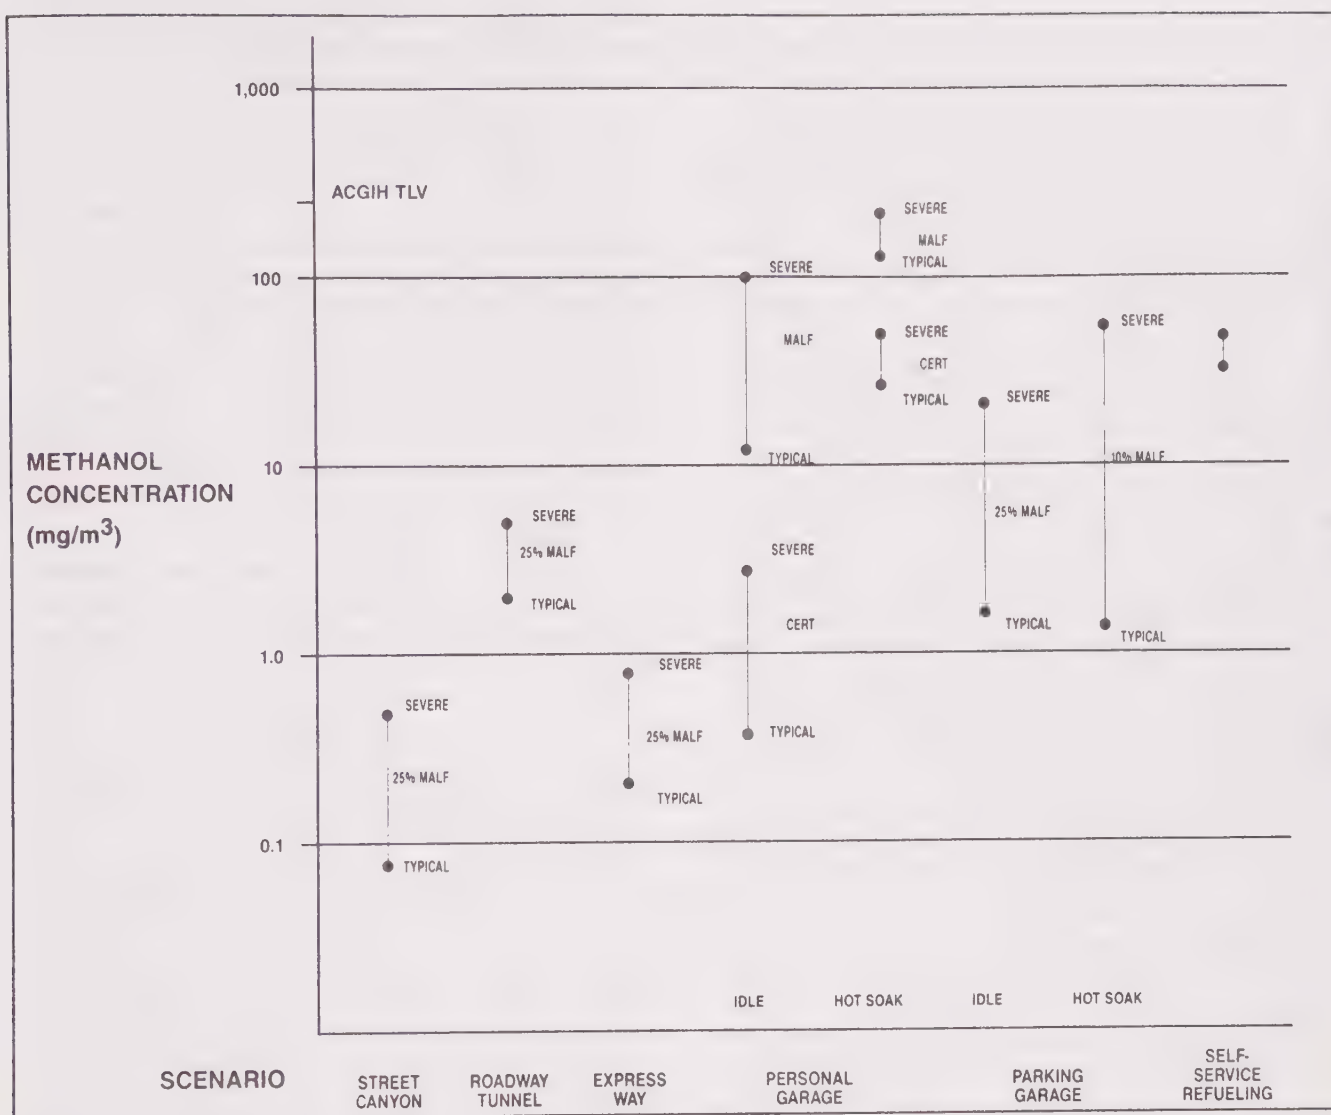 1,000
ACGIH TLV
SEVERE
MALF
TYPICAL
SEVERE
100
SEVERE
SEVERE
MALF
CERT
TYPICAL
SEVERE
TYPICAL
METHANOL
CONCENTRATION
(mg/m³)
10
10% MALF
SEVERE
25% MALF
25% MALF
SEVERE
TYPICAL
CERT
TYPICAL
TYPICAL
1.0
SEVERE
SEVERE
25% MALF
TYPICAL
25% MALF
TYPICAL
0.1
TYPICAL
IDLE
HOT SOAK
IDLE
HOT SOAK
SCENARIO
STREET
CANYON
ROADWAY
TUNNEL
EXPRESS
WAY
PERSONAL
GARAGE
PARKING
GARAGE
SELF-
SERVICE
REFUELING